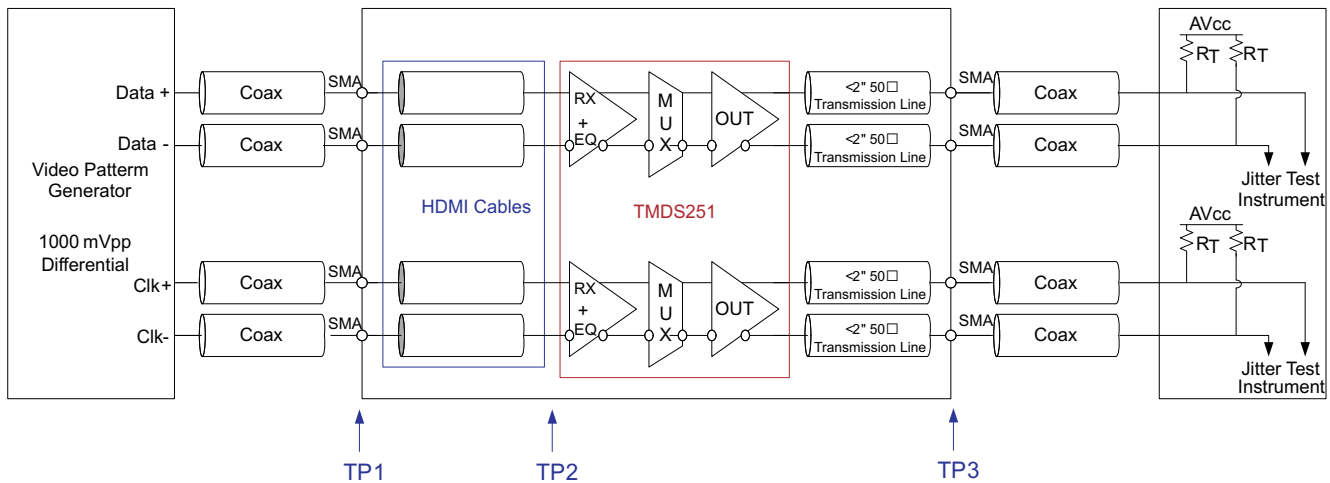 AVcc
RT RT
Data + Coax SMA RX + EQ MUX OUT <2" 50□ Transmission Line SMA Coax
Data - Coax SMA <2" 50□ Transmission Line SMA Coax
Video Patterm
Generator
HDMI Cables
TMDS251
Jitter Test
Instrument
1000 mVpp
Differential
AVcc
RT RT
Clk+ Coax SMA RX + EQ MUX OUT <2" 50□ Transmission Line SMA Coax
Clk- Coax SMA <2" 50□ Transmission Line SMA Coax
Jitter Test
Instrument
TP1 TP2 TP3